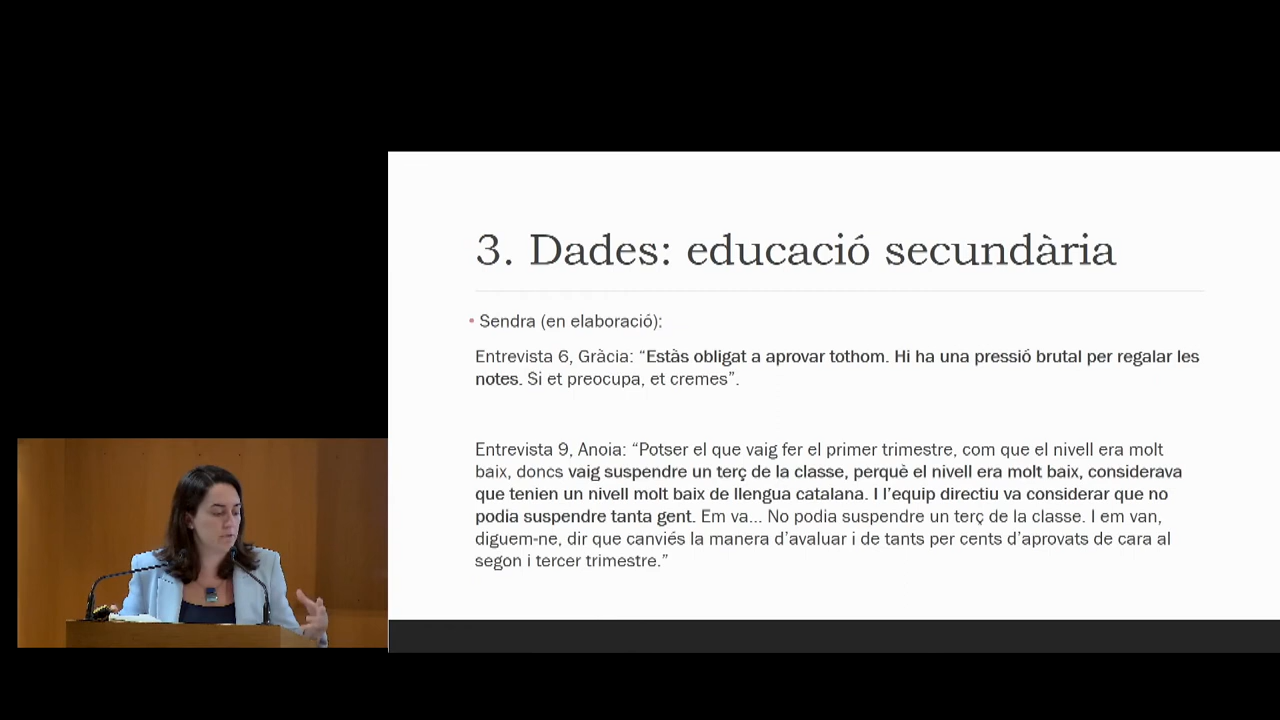 3. Dades: educació secundària
• Sendra (en elaboració):
Entrevista 6, Gràcia: “Estàs obligat a aprovar tothom. Hi ha una pressió brutal per regalar les
notes. Si et preocupa, et cremes”.
Entrevista 9, Anoia: “Potser el que vaig fer el primer trimestre, com que el nivell era molt
baix, doncs vaig suspendre un terç de la classe, perquè el nivell era molt baix, considerava
que tenien un nivell molt baix de llengua catalana. I l’equip directiu va considerar que no
podia suspendre tanta gent. Em va... No podia suspendre un terç de la classe. I em van,
diguem-ne, dir que canviés la manera d’avaluar i de tants per cents d’aprovats de cara al
segon i tercer trimestre.”